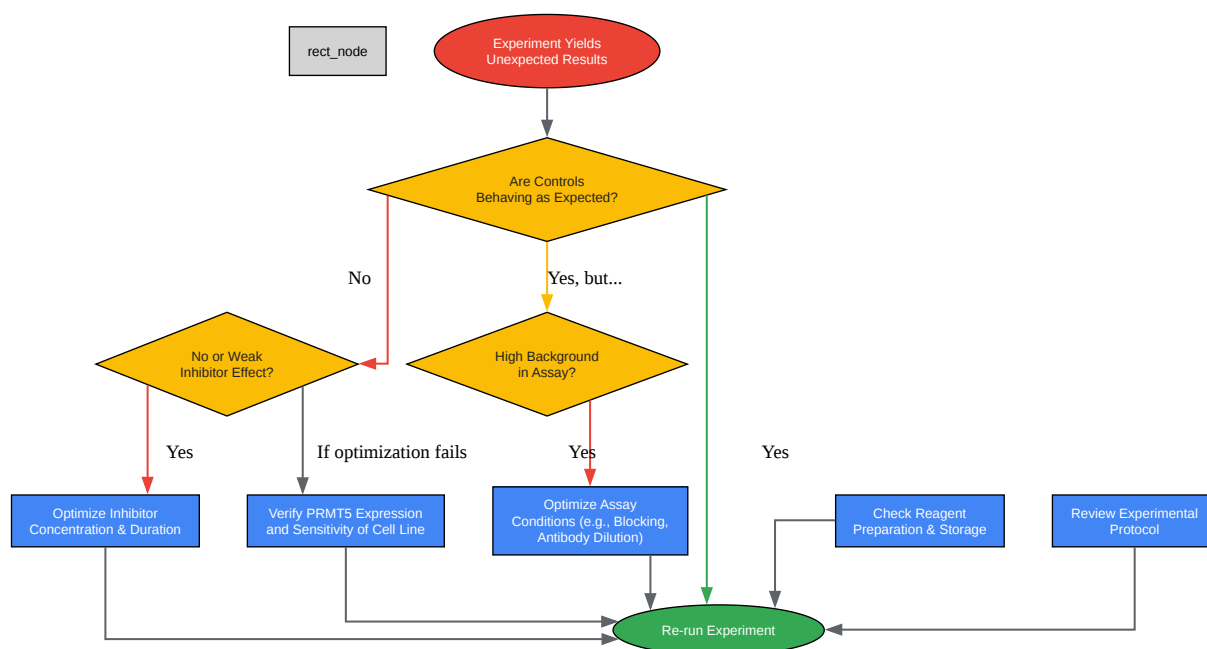 rect_node
Experiment Yields
Unexpected Results
Are Controls
Behaving as Expected?
No
Yes, but...
No or Weak
Inhibitor Effect?
High Background
in Assay?
Yes
If optimization fails
Yes
Yes
Optimize Inhibitor
Concentration & Duration
Verify PRMT5 Expression
and Sensitivity of Cell Line
Optimize Assay
Conditions (e.g., Blocking,
Antibody Dilution)
Check Reagent
Preparation & Storage
Review Experimental
Protocol
Re-run Experiment